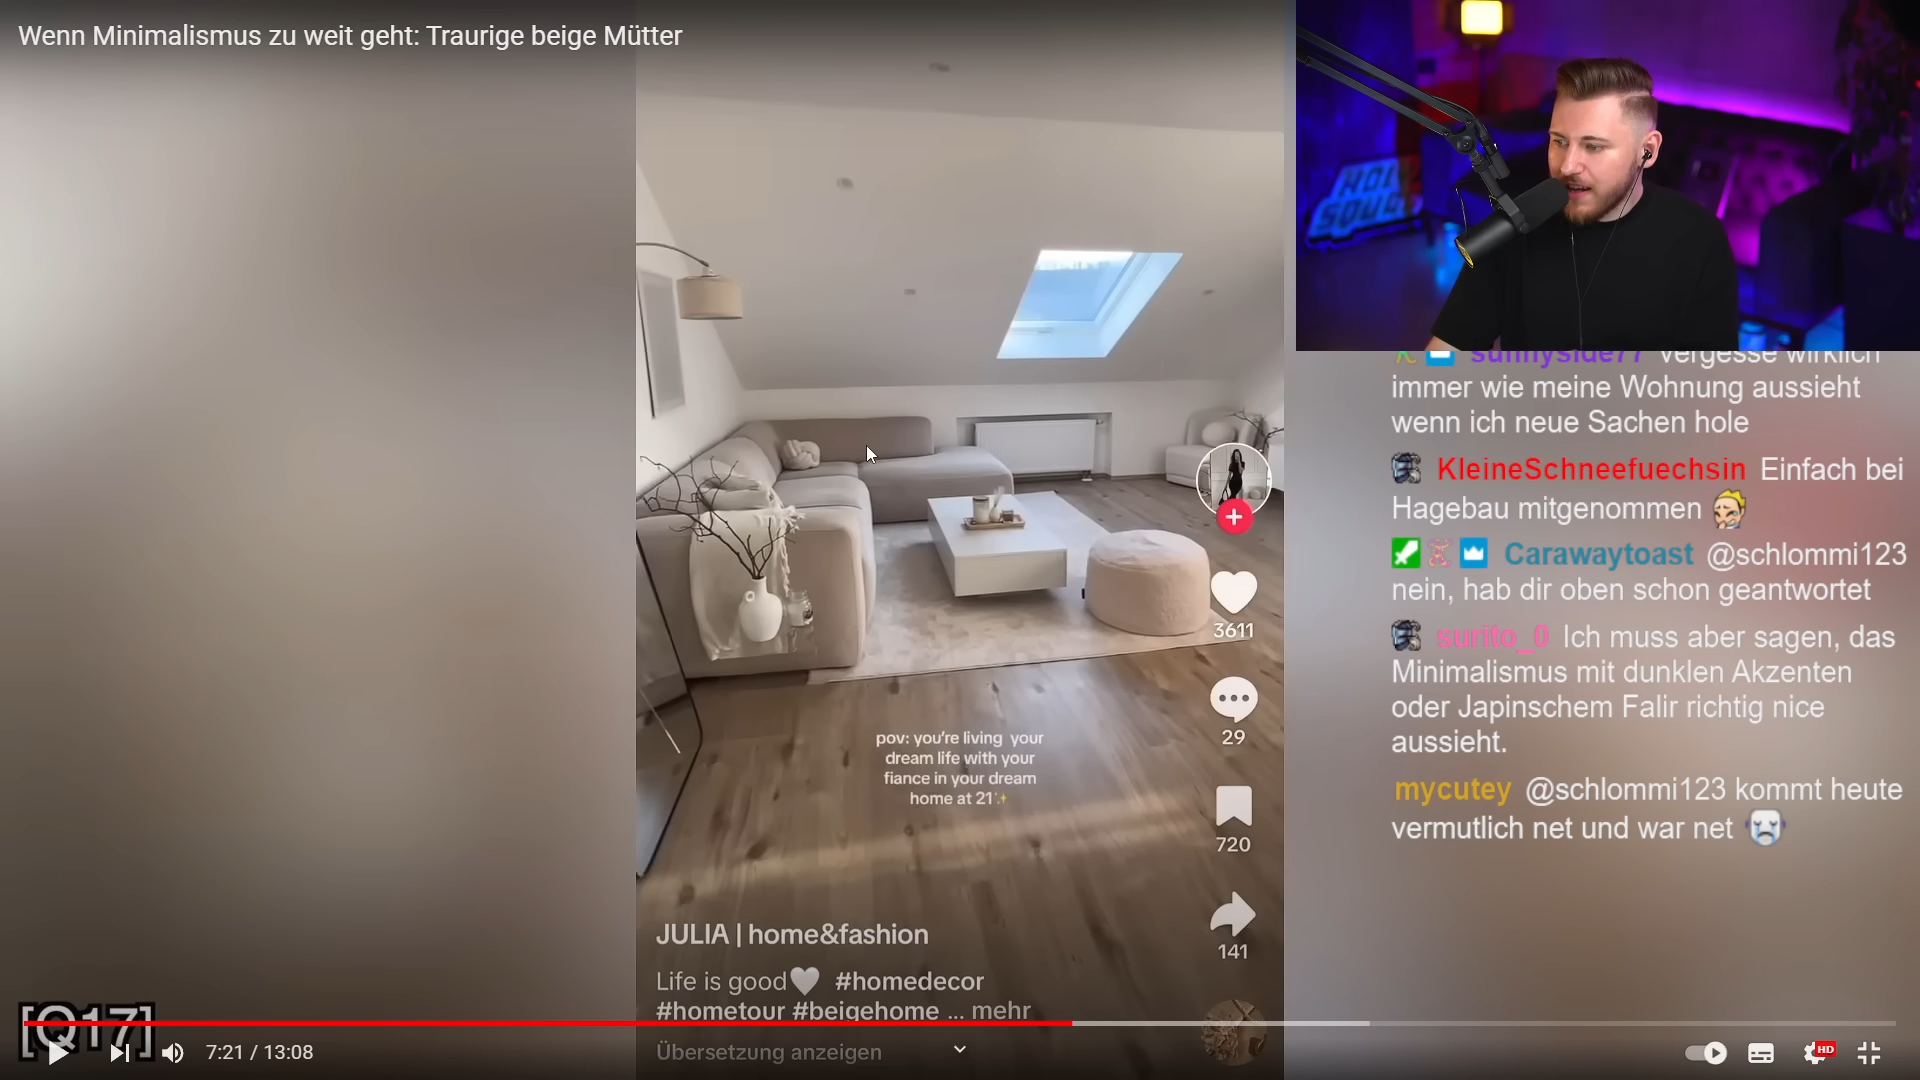 Wenn Minimalismus zu weit geht: Traurige beige Mütter
sunnyside77 vergesse wirklich
immer wie meine Wohnung aussieht
wenn ich neue Sachen hole
KleineSchneefuechsin Einfach bei
Hagebau mitgenommen
Carawaytoast @schlommi123
nein, hab dir oben schon geantwortet
surito_0 Ich muss aber sagen, das
Minimalismus mit dunklen Akzenten
oder Japinschem Falir richtig nice
aussieht.
mycutey @schlommi123 kommt heute
vermutlich net und war net
3611
29
720
141
pov: you're living your
dream life with your
fiance in your dream
home at 21
JULIA | home&fashion
Life is good #homedecor
#hometour #beigehome ... mehr
Übersetzung anzeigen
[Q17]
7:21 / 13:08
HD